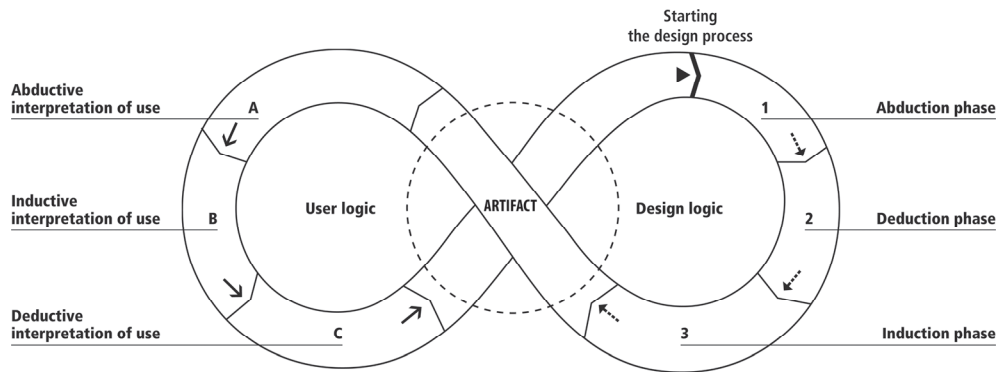 Starting
the design process
Abductive
interpretation of use
A
1
Abduction phase
Inductive
interpretation of use
B
User logic
ARTIFACT
Design logic
2
Deduction phase
Deductive
interpretation of use
C
3
Induction phase